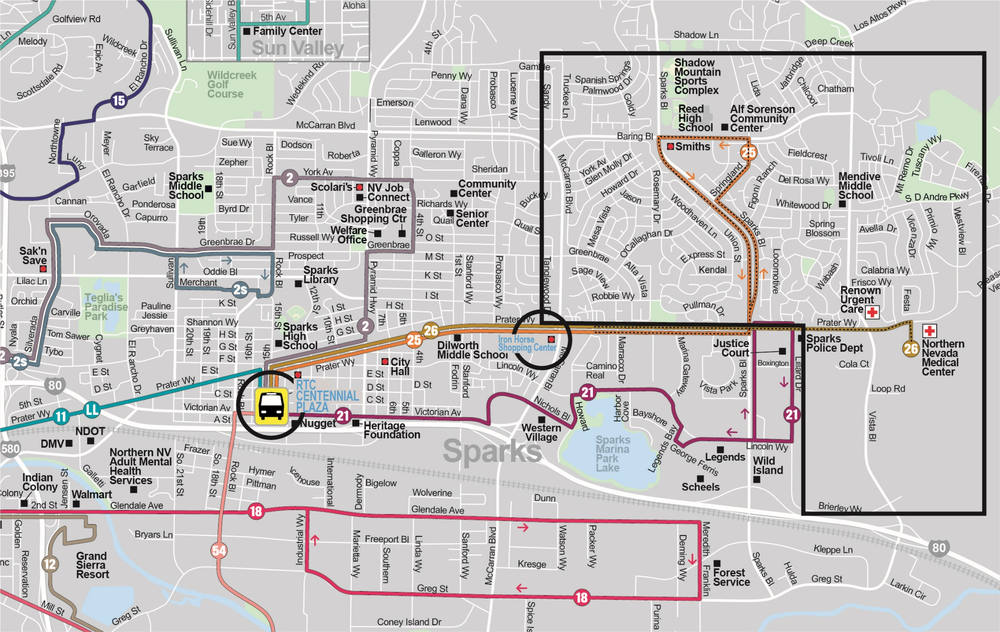 Golfview Rd
Melody
Wildcreek
Epic Av
Scottsdale Rd
El Rancho Dr
15
Sullivan Ln
Sun Valley B
5th Av
Family Center
Sun Valley
Aloha
Wildcreek
Golf
Course
Wedekind Rd
4th St
Penny Wy
Probasco
Lucerne Wy
Dana Wy
Emerson
Lenwood
McCarran Blvd
Gamble
Sandy
Truckee Ln
Spanish Springs
Palmwood Dr
Goldy
Sparks Bl
Shadow Ln
Deep Creek
Los Altos Pkwy
Shadow
Mountain
Sports
Complex
Lida
Jarbridge
Chilcoot
Chatham
Reed
High
School
Alf Sorenson
Community
Center
Baring Bl
Smiths
25
Northtowne
Lund
Meyer
Sky
Terrace
Sue Wy
Zepher
Rock Bl
Dodson
Roberta
Pyramid Wy
Coppa
Galleron Wy
Sheridan
395
El Rancho Dr
Garfield
Ponderosa
Capurro
Cannan
Orovada
Sparks
Middle
School
18th St
19th
Byrd Dr
2
York Av
Scolari's
NV Job
Connect
Vance
11th
Tyler
Russell Wy
Greenbrae
Shopping Ctr
Welfare
Office
Greenbrae
4th St
Richards Wy
Community
Center
Quail
Senior
Center
Buckey
Quail S
O St
M St
K St
I St
McCarran Blvd
York Av
Glen Molly Dr
Howard Dr
Jason
Mesa Vista
Rosemary Dr
Woodhaven Ln
Springland
Figoni Ranch
Fieldcrest
Del Rosa Wy
Whitewood Dr
Tivoli Ln
Mt Remo Dr
Tuscany Wy
Mendive
Middle
School
S D Andre Pkwy
Spring
Blossom
Avella Dr
Vicenza Dr
Pirnio Wy
Westview Bl
O'Callaghan Dr
Union St
Sparks Bl
Express St
Kendal
Locomotive
Wabash
Calabria Wy
Frisco Wy
Festa
Greenbrae
Sage View
Alta Vista
Robbie Wy
Pullman Dr
Renown
Urgent
Care
Greenbrae Dr
Sak'n
Save
Lilac Ln
Orchid
Carville
Tom Sawer
Tybo
Nyala
Silverada
Sullivan
Oddie Bl
Merchant
2s
Rock Bl
Prospect
Sparks
Library
12th St
Pyramid Hwy
1st St
Stanford Wy
Probasco Wy
Tanglewood Dr
Teglia's
Paradise
Park
Pauline
Jessie
Greyhaven
K St
Shannon Wy
H St
G St
F St
E St
20th St
19th St
16th St
15th
15th St
Sparks
High
School
I St
H St
G St
10th St
2
7th
5th
H St
26
25
4th
Dilworth
Middle School
Prater Wy
Iron Horse
Shopping Center
Prater Wy
26
Northern
Nevada
Medical
Center
Sparks
Police Dept
Justice
Court
Boxington
Sparks Bl
Lillard Dr
Cola Ct
Loop Rd
Vista Bl
Marracco Dr
Marina Gateway
Vista Park
Camino
Real
McCarran Bl
Lincoln Wy
2
2s
Cygnet
El Rancho Dr
E St
D St
80
5th St
Prater Wy
11
LL
Prater Wy
C St
Victorian Av
A St
Rock Bl
RTC
CENTENNIAL
PLAZA
Prater Wy
City
Hall
E St
D St
C St
D St
6th
5th
Fodrin
Stanford
Nugget
21
Heritage
Foundation
Victorian Av
Nichols Bl
21
Howard
Harbor
Cove
Bayshore
Legends Bay
George Ferris
Western
Village
Sparks
Sparks
Marina
Park
Lake
Legends
Lincoln Wy
21
Wild
Island
Scheels
NDOT
DMV
580
Northern NV
Adult Mental
Health
Services
Galletti
Jensen St
Indian
Colony
Colony
2nd St
Walmart
Glendale Ave
So. 21st St
Frazer
So. 18th St
Rock Bl
Hymer
Pittman
Icehouse
International
Dermody
Bigelow
Wolverine
Glendale Ave
Dunn
Brierley Wy
18
Golden
Reservation
Bryars Ln
12
Grand
Sierra
Resort
Mill St
Greg St
54
Industrial Wy
Marietta Wy
Freeport Bl
Southern
Linda Wy
Sanford Wy
McCarran Blvd
Kresge
Watson Wy
Packer Wy
Deming Wy
Meredith
Franklin
Forest
Service
Greg St
18
Coney Island Dr
Spice Is
Purina
Sparks Bl
Hulda
Kleppe Ln
Greg St
Larkin Cir
80